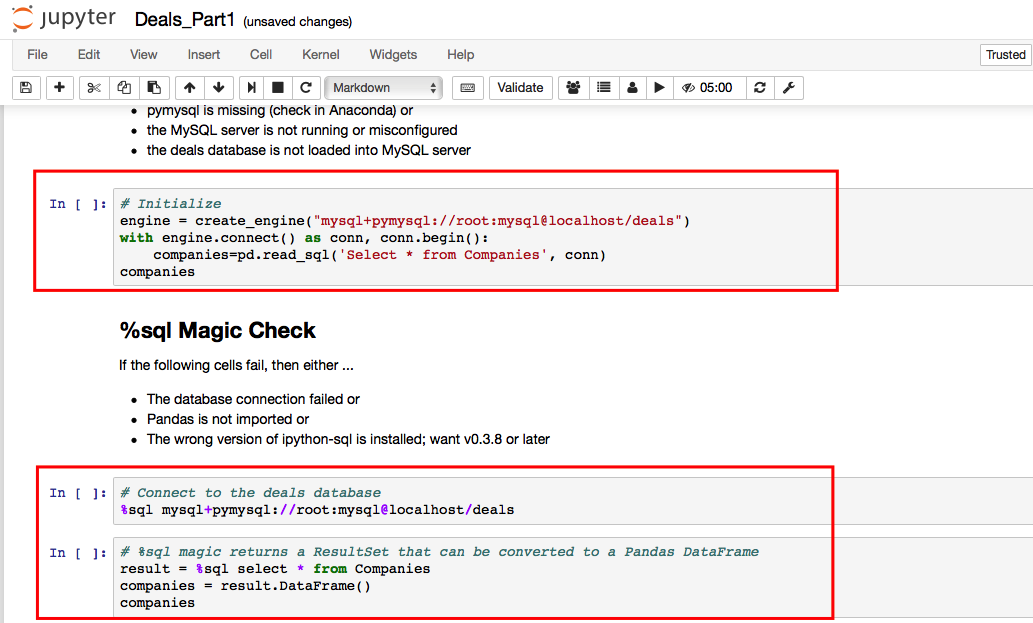 jupyter Deals_Part1 (unsaved changes)
File Edit View Insert Cell Kernel Widgets Help Trusted
Markdown Validate 05:00
• pymysql is missing (check in Anaconda) or
• the MySQL server is not running or misconfigured
• the deals database is not loaded into MySQL server
In [ ]: # Initialize
engine = create_engine("mysql+pymysql://root:mysql@localhost/deals")
with engine.connect() as conn, conn.begin():
    companies=pd.read_sql('Select * from Companies', conn)
companies
%sql Magic Check
If the following cells fail, then either ...
• The database connection failed or
• Pandas is not imported or
• The wrong version of ipython-sql is installed; want v0.3.8 or later
In [ ]: # Connect to the deals database
%sql mysql+pymysql://root:mysql@localhost/deals
In [ ]: # %sql magic returns a ResultSet that can be converted to a Pandas DataFrame
result = %sql select * from Companies
companies = result.DataFrame()
companies